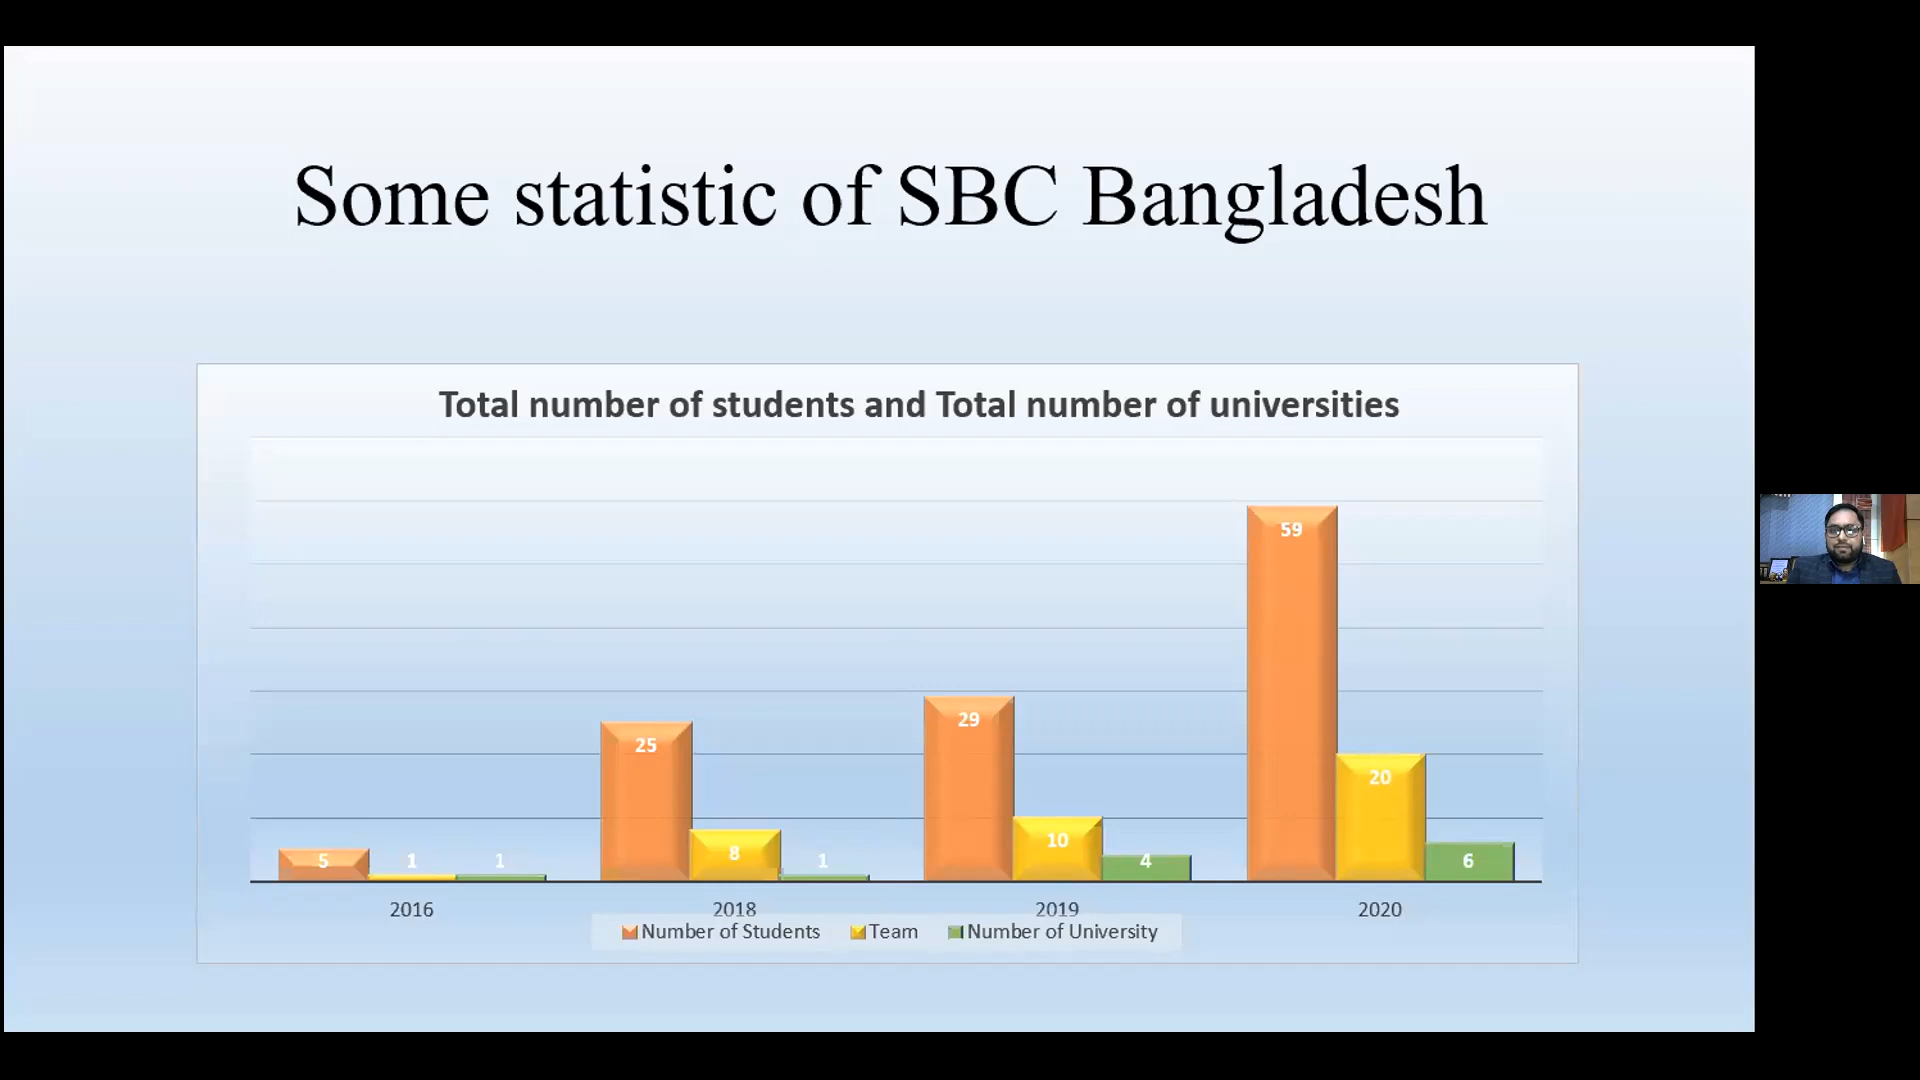 Some statistic of SBC Bangladesh
Total number of students and Total number of universities
59
29
25
20
10
8
5 1 1 1 4 6
2016 2018 2019 2020
Number of Students Team Number of University